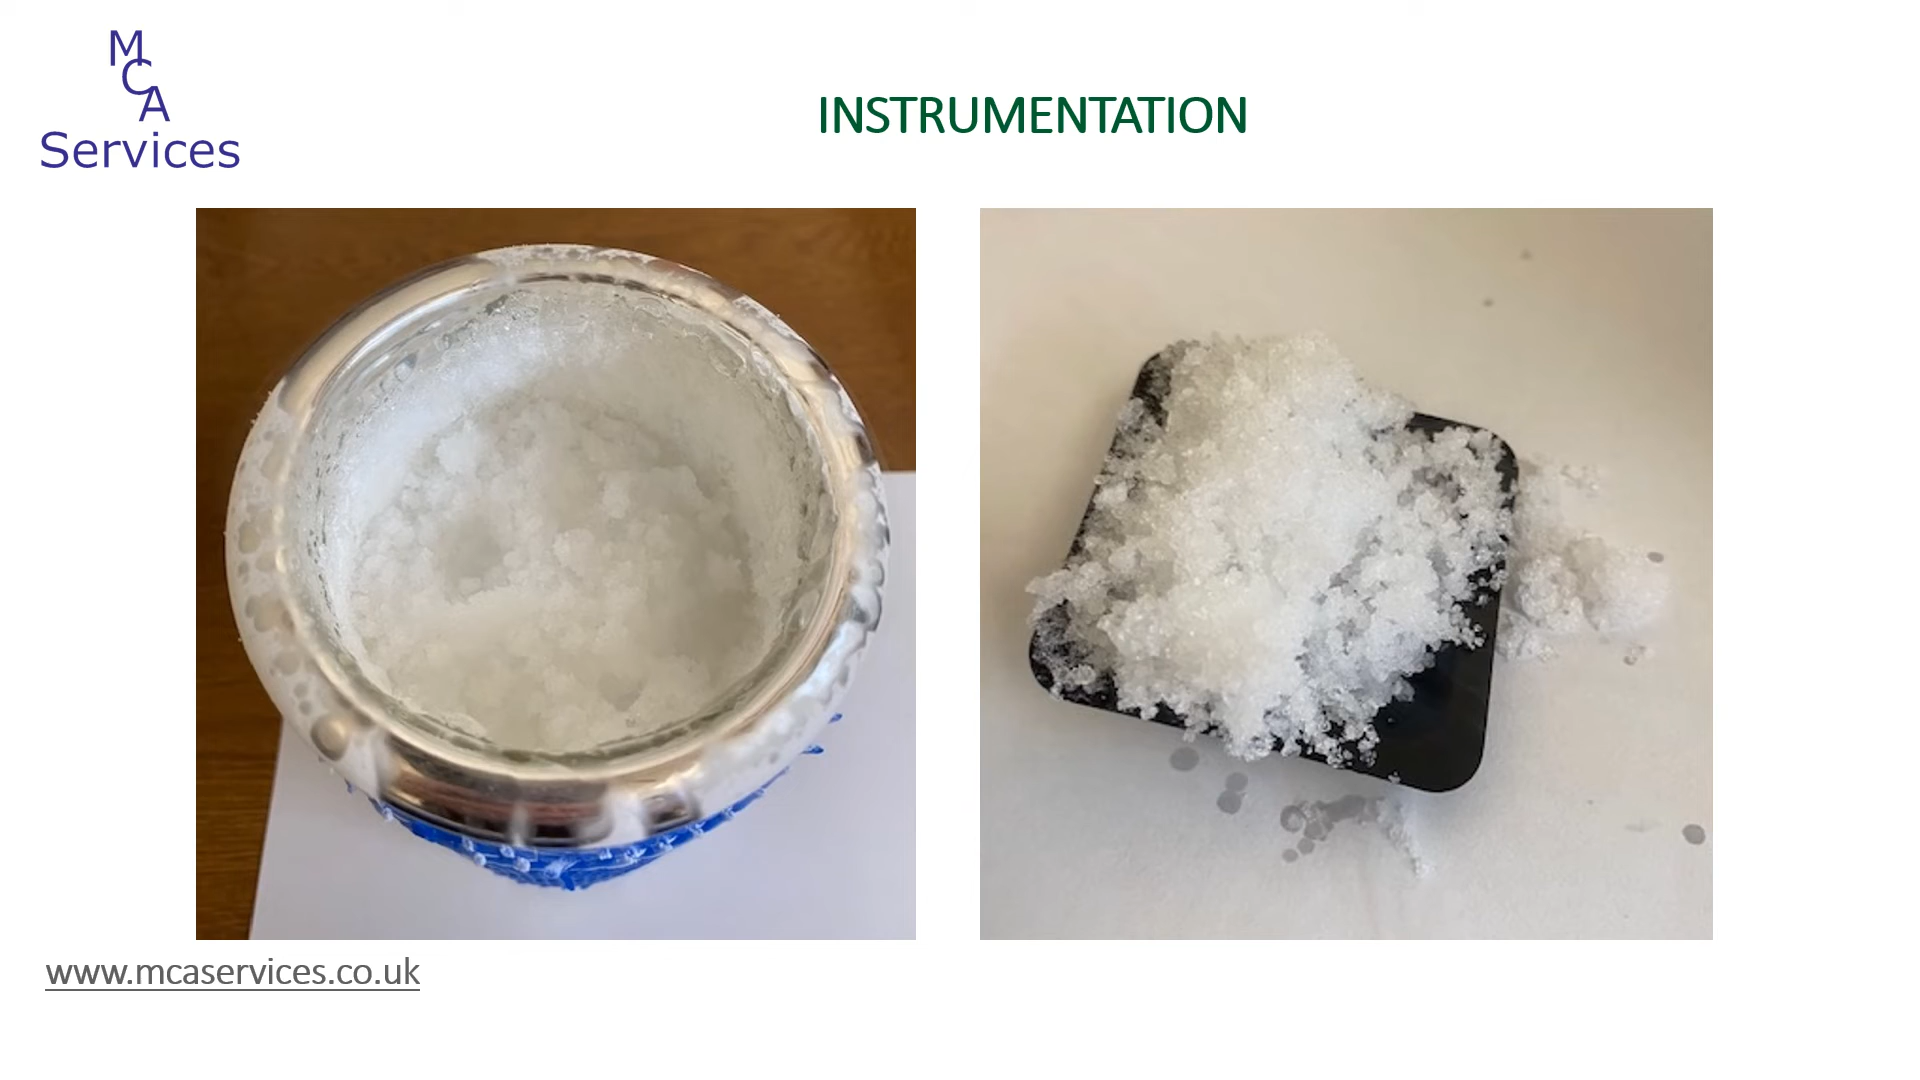 M
C
A
Services
INSTRUMENTATION
www.mcaservices.co.uk